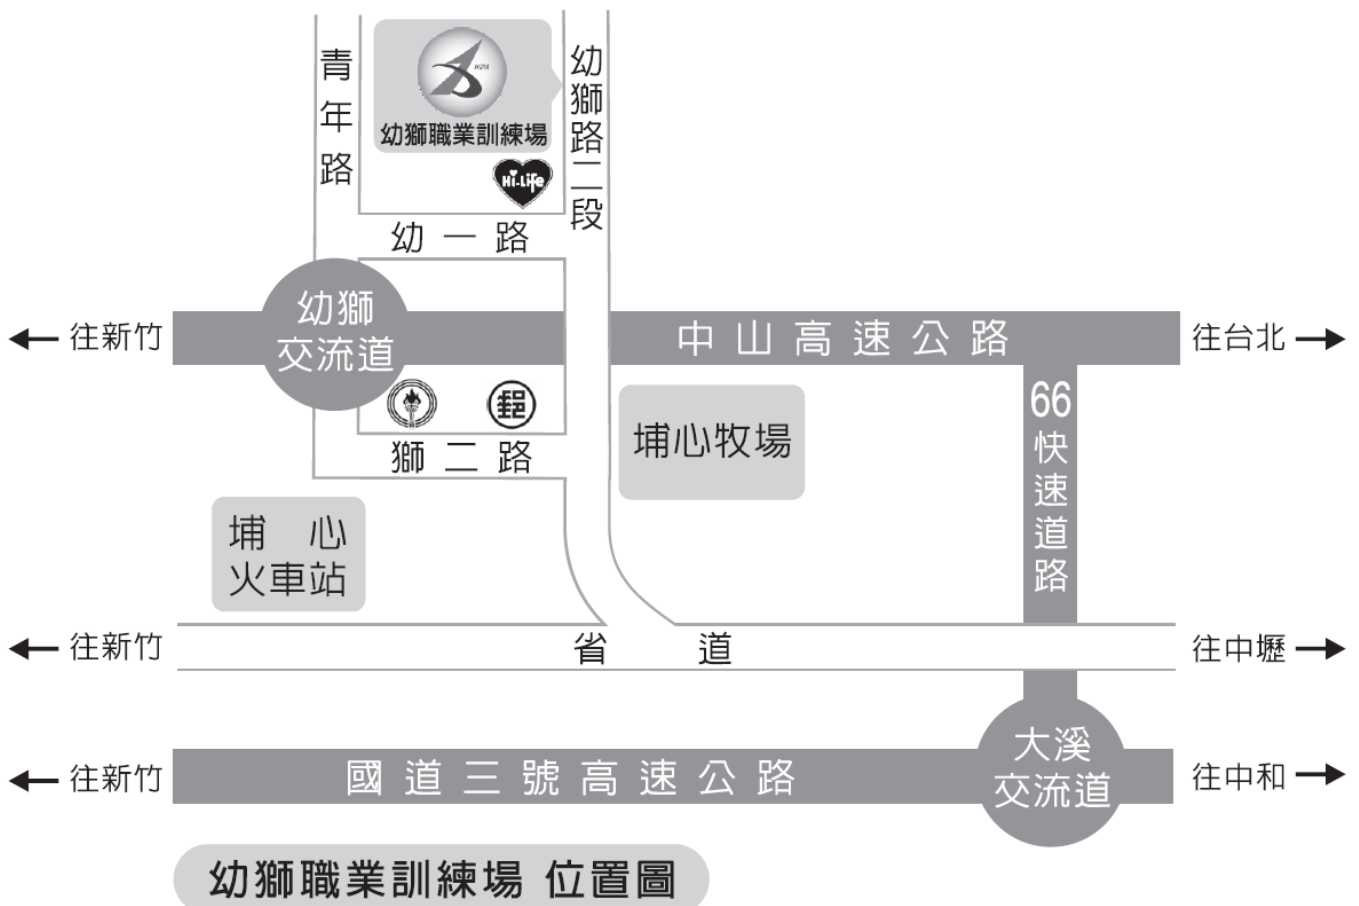 青年路
幼獅職業訓練場
幼獅路二段
Hi-Life
幼一路
幼獅
交流道
往新竹
中山高速公路
往台北
郵
獅二路
埔心牧場
66快速道路
埔心
火車站
往新竹
省道
往中壢
往新竹
國道三號高速公路
大溪
交流道
往中和
幼獅職業訓練場 位置圖